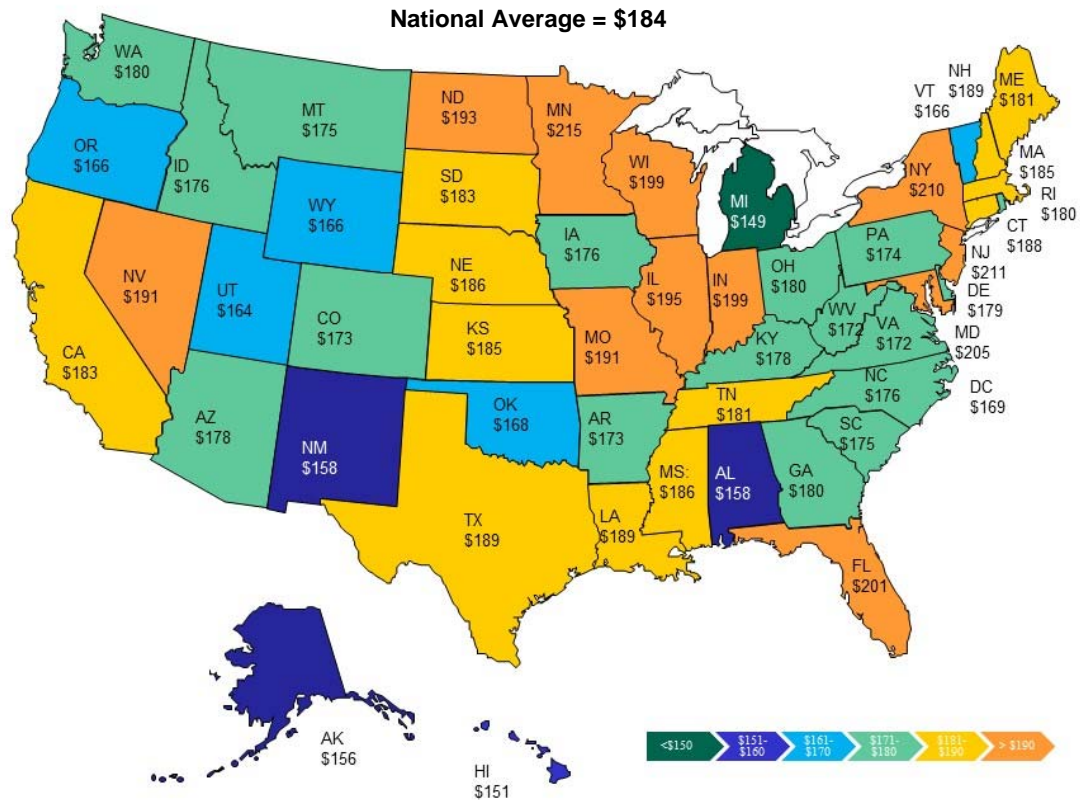 National Average = $184
WA
$180
MT
$175
ND
$193
MN
$215
NH
$189
VT
$166
ME
$181
OR
$166
ID
$176
WY
$166
SD
$183
WI
$199
MI
$149
NY
$210
MA
$185
RI
$180
CT
$188
NV
$191
UT
$164
CO
$173
NE
$186
IA
$176
IL
$195
IN
$199
OH
$180
PA
$174
NJ
$211
DE
$179
MD
$205
DC
$169
CA
$183
KS
$185
MO
$191
KY
$178
WV
$172
VA
$172
NC
$176
AZ
$178
NM
$158
OK
$168
AR
$173
TN
$181
SC
$175
TX
$189
LA
$189
MS:
$186
AL
$158
GA
$180
FL
$201
AK
$156
HI
$151
<$150
$151-
$160
$161-
$170
$171-
$180
$181-
$190
> $190